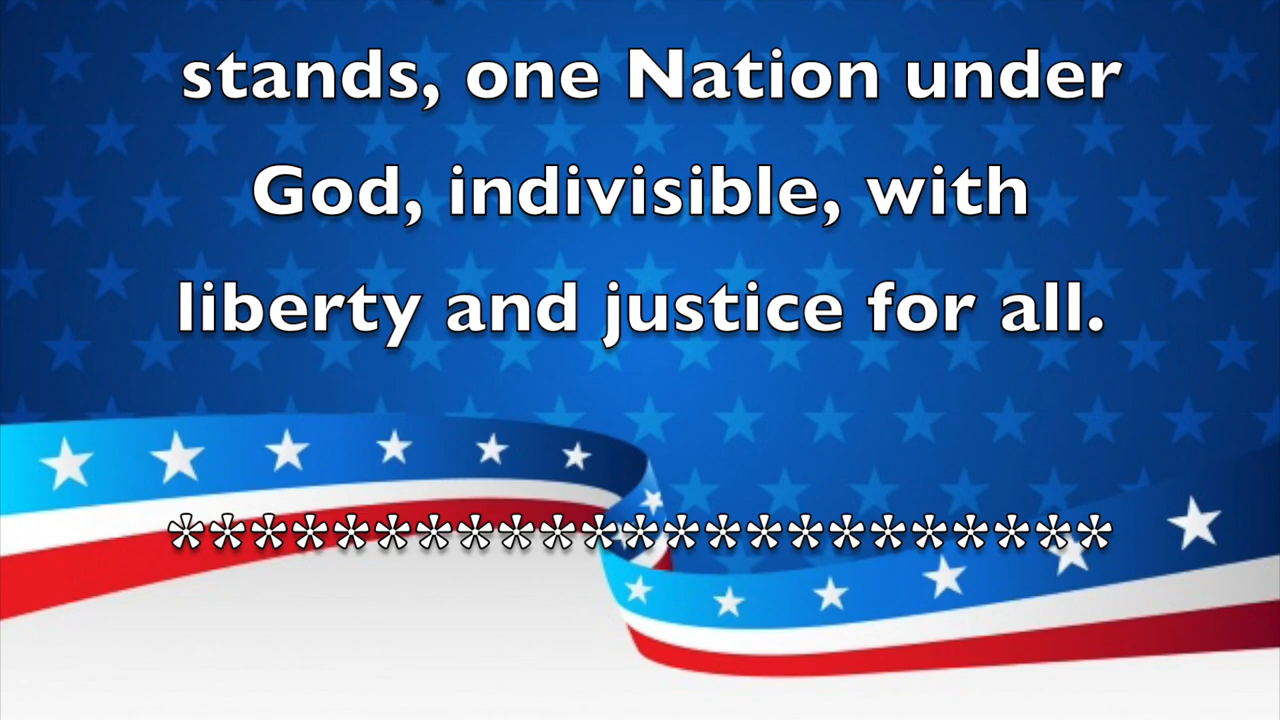 stands, one Nation under
God, indivisible, with
liberty and justice for all.
***********************